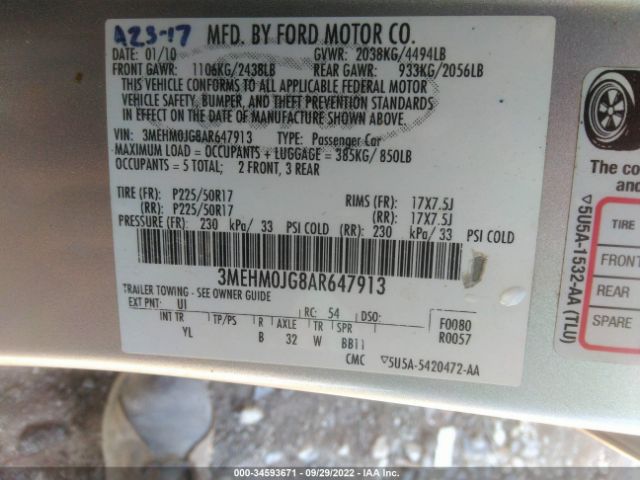 A23-17 MFD. BY FORD MOTOR CO.
DATE: 01/10 GVWR: 2038KG/4494LB
FRONT GAWR: 1106KG/2438LB REAR GAWR: 933KG/2056LB
THIS VEHICLE CONFORMS TO ALL APPLICABLE FEDERAL MOTOR
VEHICLE SAFETY, BUMPER, AND THEFT PREVENTION STANDARDS
IN EFFECT ON THE DATE OF MANUFACTURE SHOWN ABOVE.
VIN: 3MEHM0JG8AR647913 TYPE: Passenger Car
MAXIMUM LOAD = OCCUPANTS + LUGGAGE = 385KG/ 850LB
OCCUPANTS = 5 TOTAL; 2 FRONT, 3 REAR
TIRE (FR): P225/50R17 RIMS (FR): 17X7.5J
(RR): P225/50R17 (RR): 17X7.5J
PRESSURE (FR): 230 kPa/ 33 PSI COLD (RR): 230 kPa/ 33 PSI COLD
3MEHM0JG8AR647913
TRAILER TOWING - SEE OWNER GUIDE
EXT PNT: UI RC: 54 DSO:
INT TR TP/PS R AXLE TR SPR F0080
YL B 32 W BB11 R0057
CMC ▽5U5A-5420472-AA
The co
and
▽5U5A-1532-AA (TLU)
TIRE
FRONT
REAR
SPARE
000-34593671 - 09/29/2022 - IAA Inc.